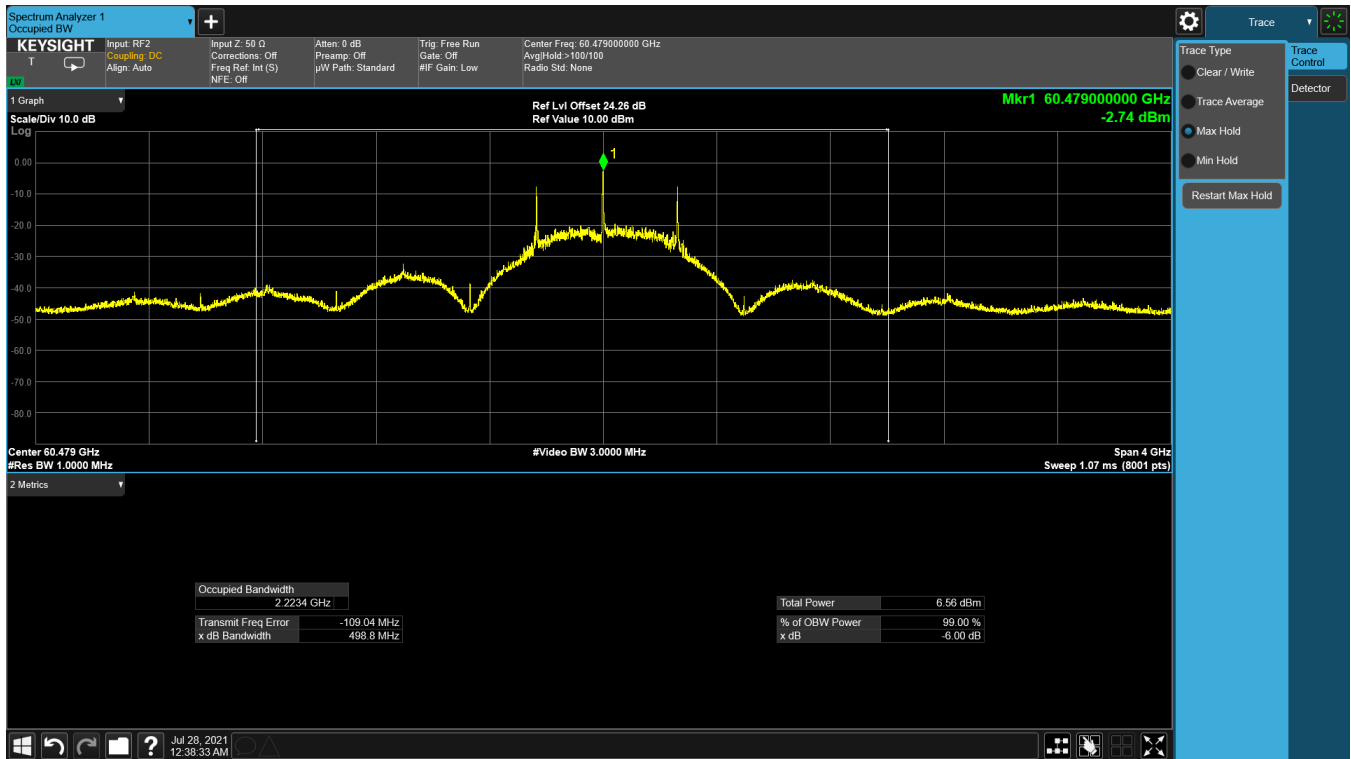 Spectrum Analyzer 1
Occupied BW
+
Trace
KEYSIGHT
T
LXI
Input: RF2
Coupling: DC
Align: Auto
Input Z: 50 Ω
Corrections: Off
Freq Ref: Int (S)
NFE: Off
Atten: 0 dB
Preamp: Off
µW Path: Standard
Trig: Free Run
Gate: Off
#IF Gain: Low
Center Freq: 60.479000000 GHz
Avg|Hold:>100/100
Radio Std: None
Trace Type
Clear / Write
Trace Average
Max Hold
Min Hold
Restart Max Hold
Trace
Control
Detector
1 Graph
Scale/Div 10.0 dB
Ref Lvl Offset 24.26 dB
Ref Value 10.00 dBm
Mkr1 60.479000000 GHz
-2.74 dBm
Log
1
0.00
-10.0
-20.0
-30.0
-40.0
-50.0
-60.0
-70.0
-80.0
Center 60.479 GHz
#Res BW 1.0000 MHz
#Video BW 3.0000 MHz
Span 4 GHz
Sweep 1.07 ms (8001 pts)
2 Metrics
Occupied Bandwidth
2.2234 GHz
Transmit Freq Error -109.04 MHz
x dB Bandwidth 498.8 MHz
Total Power 6.56 dBm
% of OBW Power 99.00 %
x dB -6.00 dB
?
Jul 28, 2021
12:38:33 AM